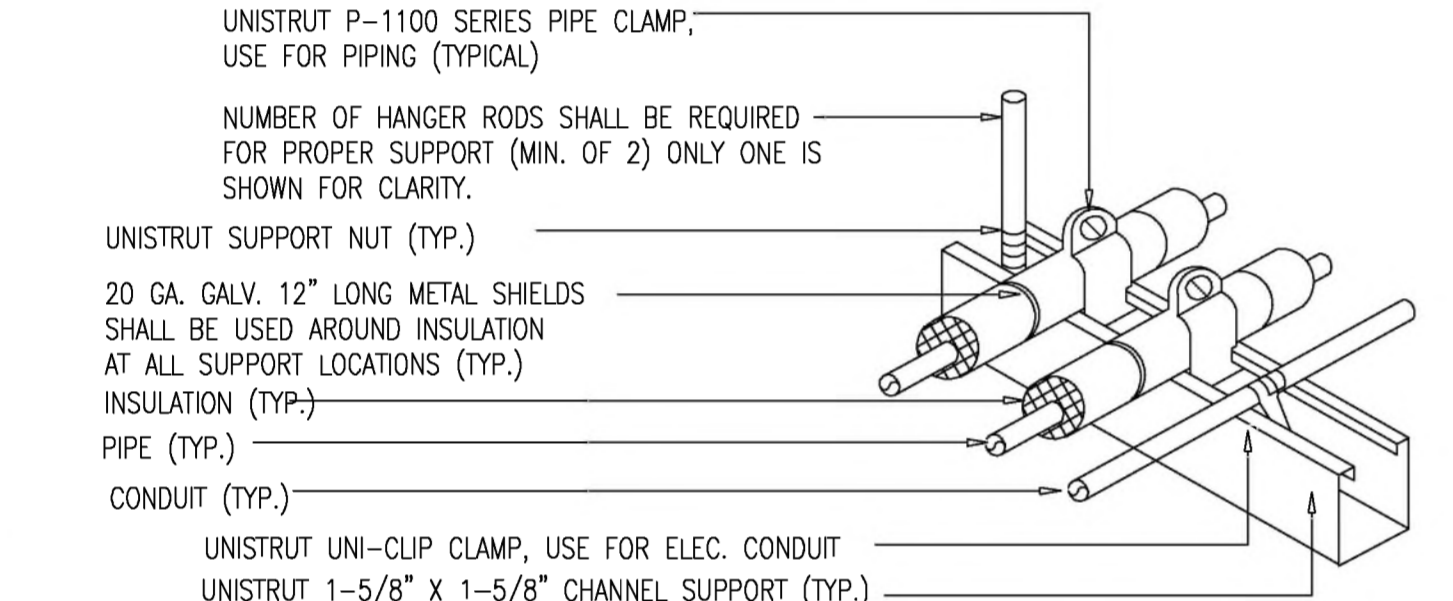 UNISTRUT P-1100 SERIES PIPE CLAMP,
USE FOR PIPING (TYPICAL)
NUMBER OF HANGER RODS SHALL BE REQUIRED
FOR PROPER SUPPORT (MIN. OF 2) ONLY ONE IS
SHOWN FOR CLARITY.
UNISTRUT SUPPORT NUT (TYP.)
20 GA. GALV. 12" LONG METAL SHIELDS
SHALL BE USED AROUND INSULATION
AT ALL SUPPORT LOCATIONS (TYP.)
INSULATION (TYP.)
PIPE (TYP.)
CONDUIT (TYP.)
UNISTRUT UNI-CLIP CLAMP, USE FOR ELEC. CONDUIT
UNISTRUT 1-5/8" X 1-5/8" CHANNEL SUPPORT (TYP.)